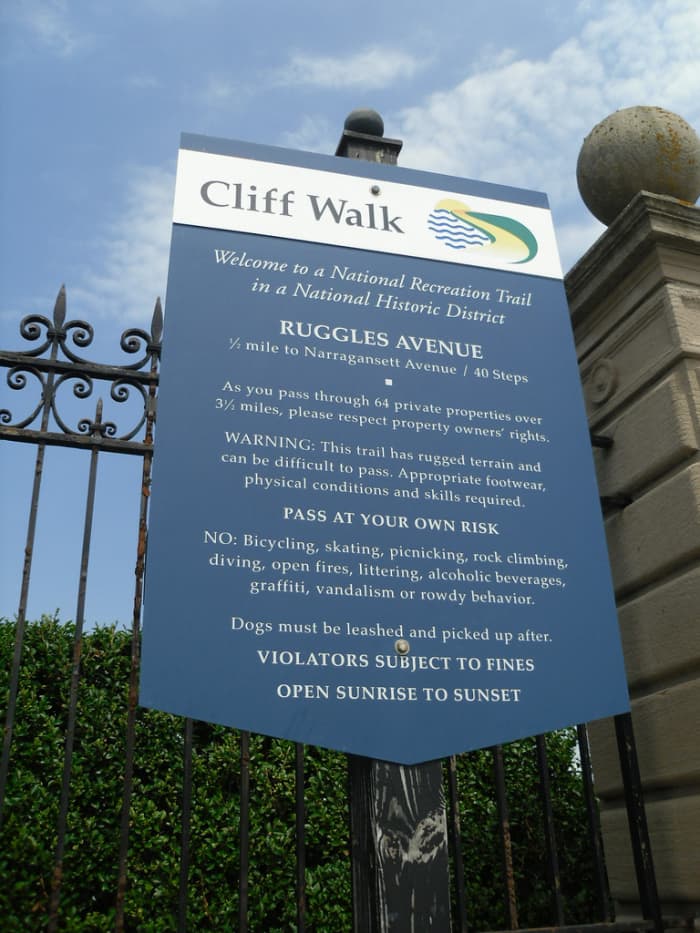 Cliff Walk
Welcome to a National Recreation Trail
in a National Historic District
RUGGLES AVENUE
½ mile to Narragansett Avenue / 40 Steps
As you pass through 64 private properties over
3½ miles, please respect property owners' rights.
WARNING: This trail has rugged terrain and
can be difficult to pass. Appropriate footwear,
physical conditions and skills required.
PASS AT YOUR OWN RISK
NO: Bicycling, skating, picnicking, rock climbing,
diving, open fires, littering, alcoholic beverages,
graffiti, vandalism or rowdy behavior.
Dogs must be leashed and picked up after.
VIOLATORS SUBJECT TO FINES
OPEN SUNRISE TO SUNSET